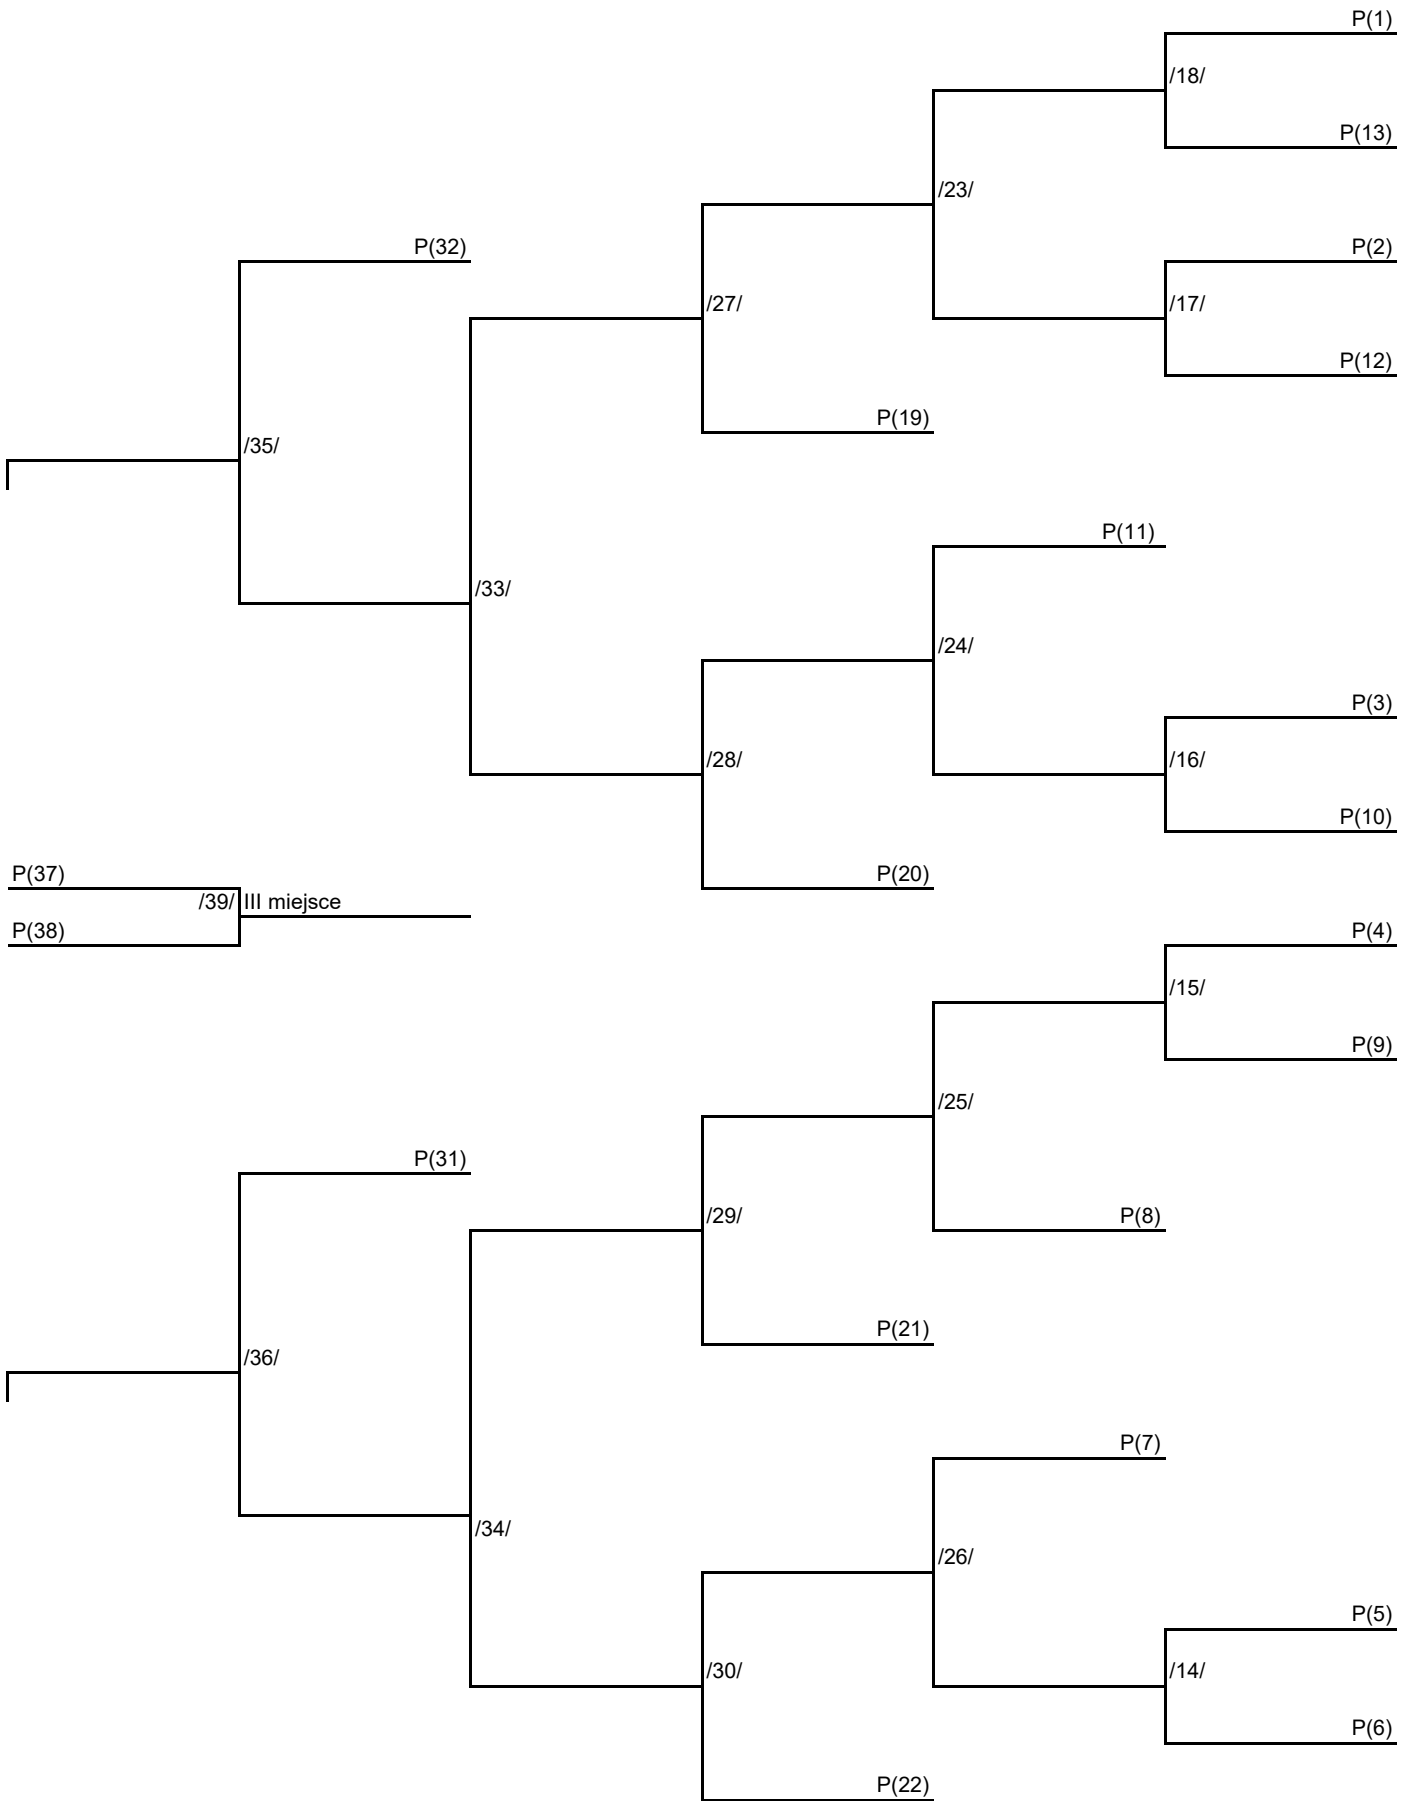 P(1)
/18/
P(13)
/23/
P(32)
P(2)
/27/
/17/
P(12)
P(19)
/35/
P(11)
/33/
/24/
P(3)
/28/
/16/
P(10)
P(37)
P(20)
/39/ III miejsce
P(38)
P(4)
/15/
P(9)
/25/
P(31)
/29/
P(8)
P(21)
/36/
P(7)
/34/
/26/
P(5)
/30/
/14/
P(6)
P(22)